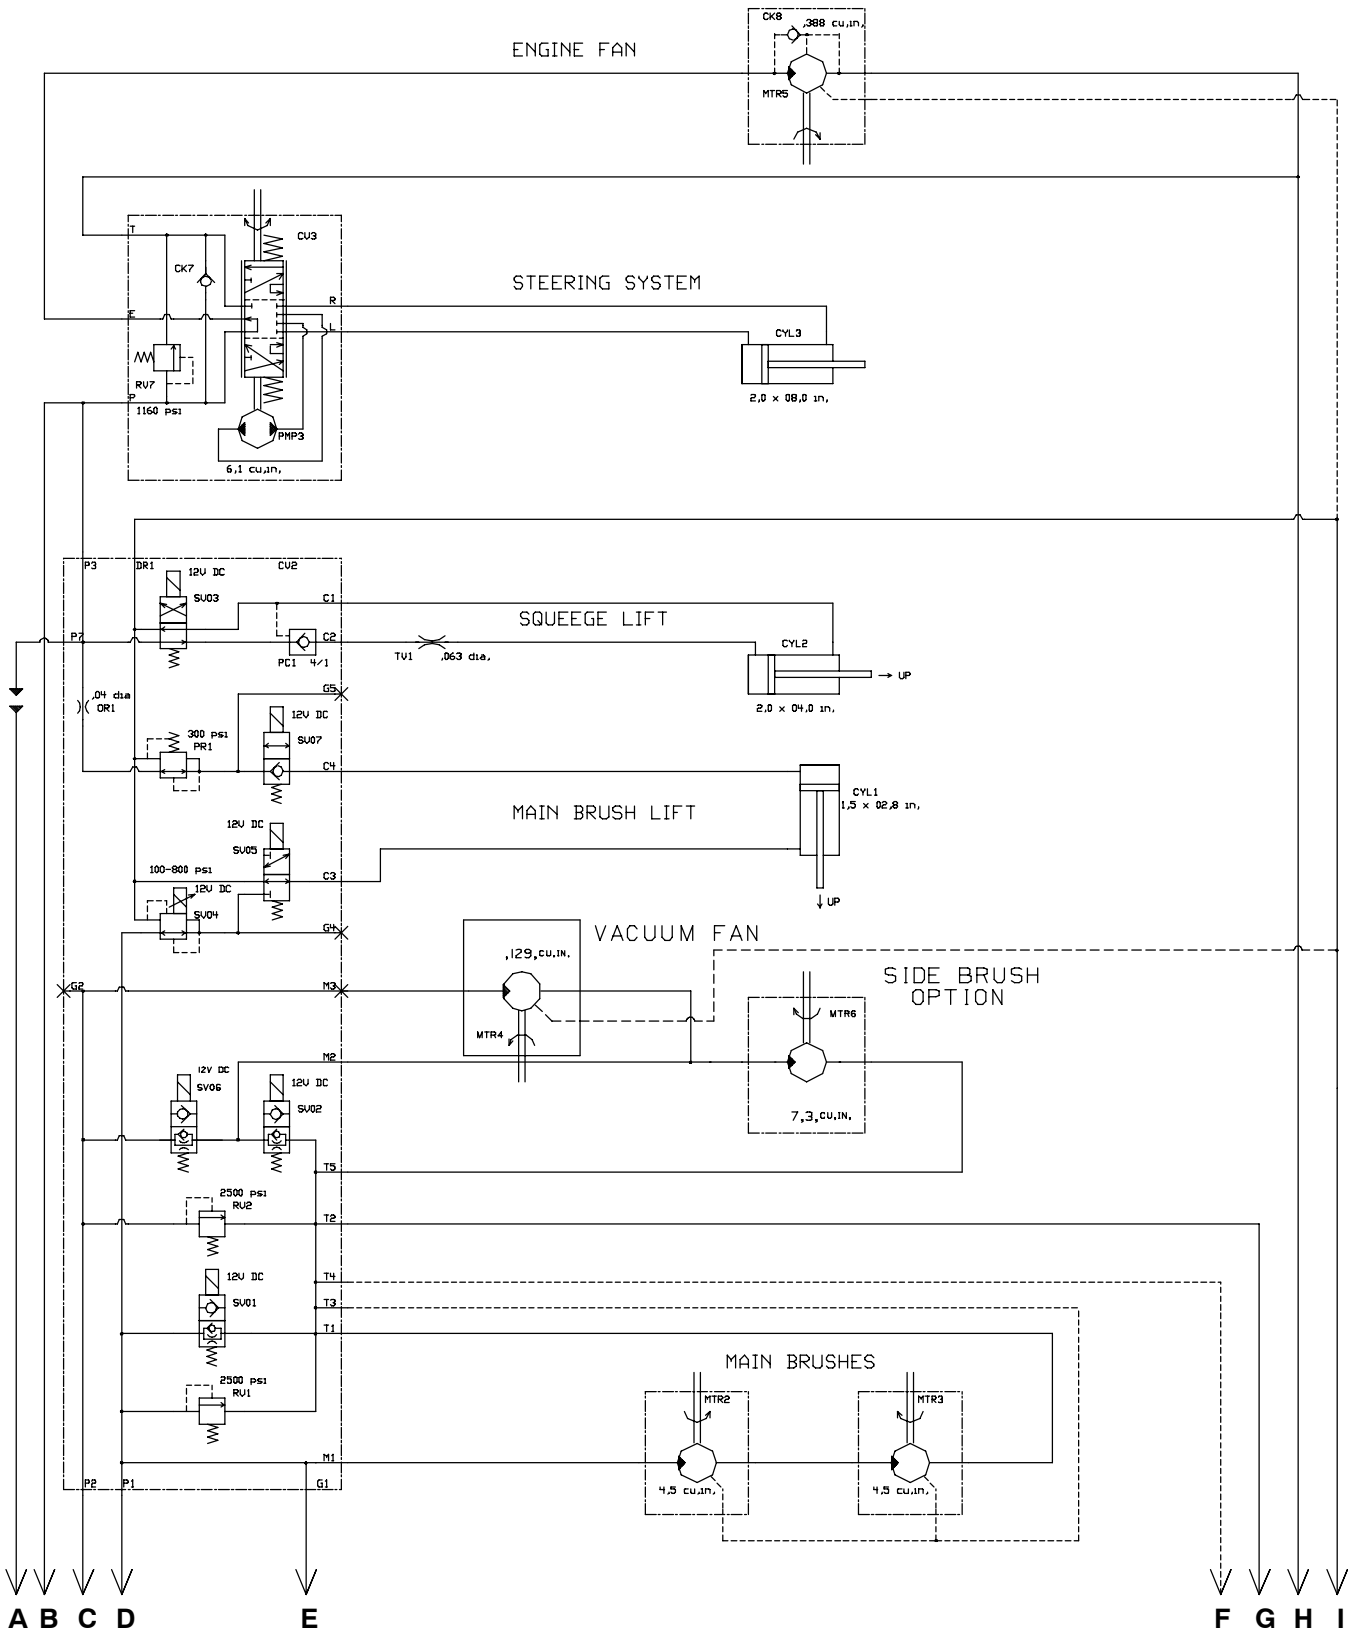 CK8
,388 cu,in,
ENGINE FAN
MTR5
T
CV3
CK7
STEERING SYSTEM
R
E
L
CYL3
RV7
P
1160 psi
2,0 x 08,0 in,
PMP3
6,1 cu,in,
P3
DR1
CV2
12V DC
SV03
C1
SQUEEGE LIFT
P7
C2
CYL2
PC1 4/1
TV1
,063 dia,
UP
G5
,04 dia
OR1
2,0 x 04,0 in,
12V DC
300 psi
PR1
SV07
C4
CYL1
1,5 x 02,8 in,
MAIN BRUSH LIFT
12V DC
SV05
100-800 psi
C3
12V DC
UP
SV04
G4
VACUUM FAN
,129,CU,IN,
SIDE BRUSH
OPTION
G2
M3
MTR6
MTR4
M2
12V DC
SV06
12V DC
SV02
7,3,CU,IN,
T5
2500 psi
RV2
T2
12V DC
T4
SV01
T3
T1
MAIN BRUSHES
2500 psi
RV1
MTR2
MTR3
M1
P2
P1
G1
4,5 cu,in,
4,5 cu,in,
A B C D E F G H I